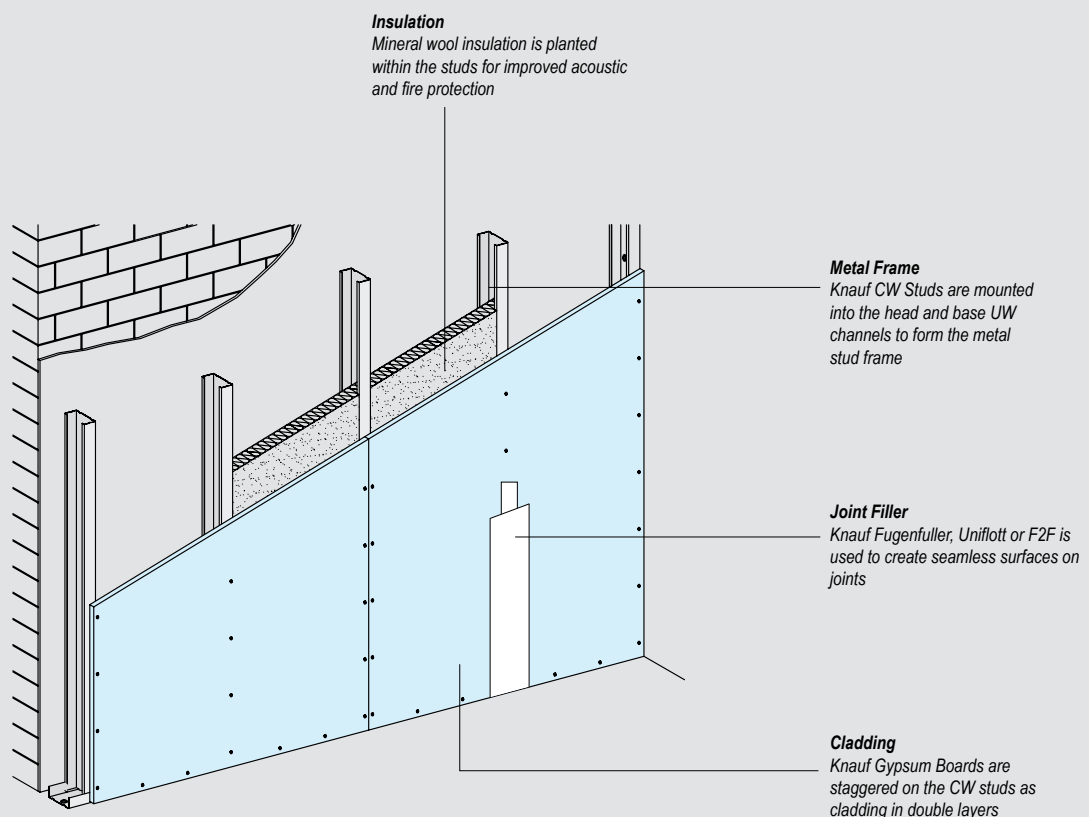 Insulation
Mineral wool insulation is planted
within the studs for improved acoustic
and fire protection
Metal Frame
Knauf CW Studs are mounted
into the head and base UW
channels to form the metal
stud frame
Joint Filler
Knauf Fugenfuller, Uniflott or F2F is
used to create seamless surfaces on
joints
Cladding
Knauf Gypsum Boards are
staggered on the CW studs as
cladding in double layers